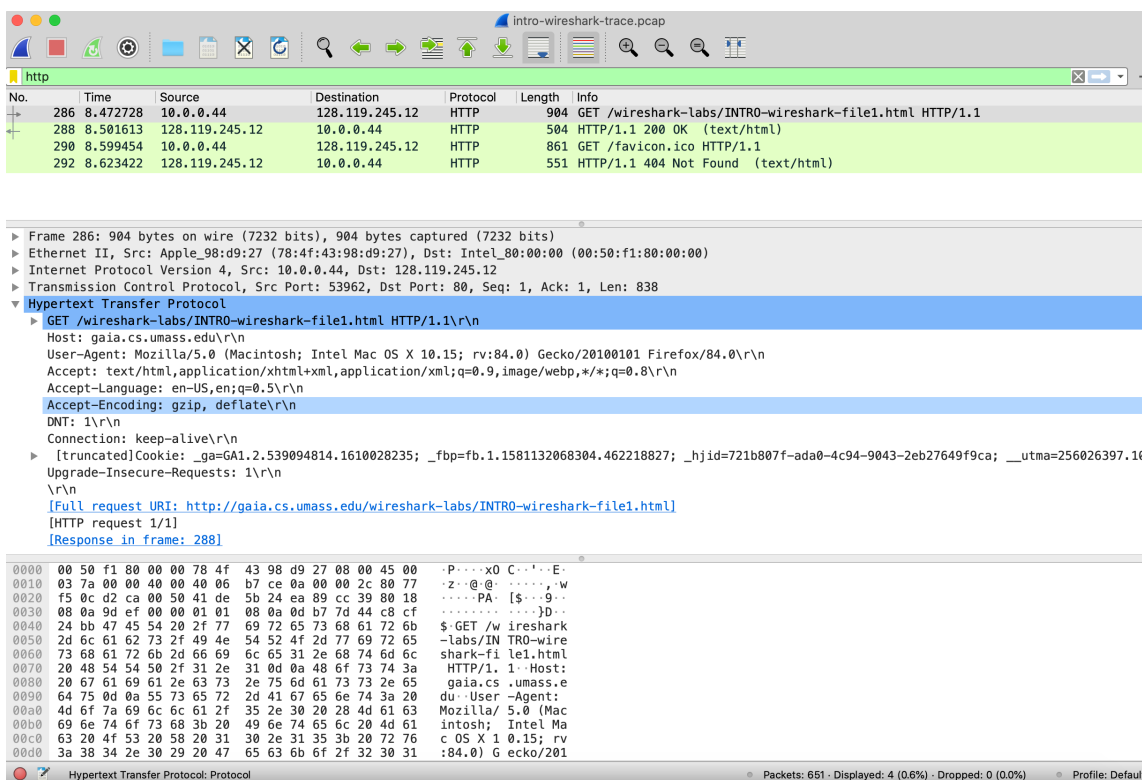 intro-wireshark-trace.pcap
http
No. Time Source Destination Protocol Length Info
286 8.472728 10.0.0.44 128.119.245.12 HTTP 904 GET /wireshark-labs/INTRO-wireshark-file1.html HTTP/1.1
288 8.501613 128.119.245.12 10.0.0.44 HTTP 504 HTTP/1.1 200 OK (text/html)
290 8.599454 10.0.0.44 128.119.245.12 HTTP 861 GET /favicon.ico HTTP/1.1
292 8.623422 128.119.245.12 10.0.0.44 HTTP 551 HTTP/1.1 404 Not Found (text/html)
Frame 286: 904 bytes on wire (7232 bits), 904 bytes captured (7232 bits)
Ethernet II, Src: Apple_98:d9:27 (78:4f:43:98:d9:27), Dst: Intel_80:00:00 (00:50:f1:80:00:00)
Internet Protocol Version 4, Src: 10.0.0.44, Dst: 128.119.245.12
Transmission Control Protocol, Src Port: 53962, Dst Port: 80, Seq: 1, Ack: 1, Len: 838
Hypertext Transfer Protocol
GET /wireshark-labs/INTRO-wireshark-file1.html HTTP/1.1\r\n
Host: gaia.cs.umass.edu\r\n
User-Agent: Mozilla/5.0 (Macintosh; Intel Mac OS X 10.15; rv:84.0) Gecko/20100101 Firefox/84.0\r\n
Accept: text/html,application/xhtml+xml,application/xml;q=0.9,image/webp,*/*;q=0.8\r\n
Accept-Language: en-US,en;q=0.5\r\n
Accept-Encoding: gzip, deflate\r\n
DNT: 1\r\n
Connection: keep-alive\r\n
[truncated]Cookie: _ga=GA1.2.539094814.1610028235; _fbp=fb.1.1581132068304.462218827; _hjid=721b807f-ada0-4c94-9043-2eb27649f9ca; __utma=256026397.10
Upgrade-Insecure-Requests: 1\r\n
\r\n
[Full request URI: http://gaia.cs.umass.edu/wireshark-labs/INTRO-wireshark-file1.html]
[HTTP request 1/1]
[Response in frame: 288]
0000 00 50 f1 80 00 00 78 4f 43 98 d9 27 08 00 45 00 ·P····xO C··'··E·
0010 03 7a 00 00 40 00 40 06 b7 ce 0a 00 00 2c 80 77 ·z··@·@· ·····,·w
0020 f5 0c d2 ca 00 50 41 de 5b 24 ea 89 cc 39 80 18 ·····PA· [$···9··
0030 08 0a 9d ef 00 00 01 01 08 0a 0d b7 7d 44 c8 cf ········ ····}D··
0040 24 bb 47 45 54 20 2f 77 69 72 65 73 68 61 72 6b $·GET /w ireshark
0050 2d 6c 61 62 73 2f 49 4e 54 52 4f 2d 77 69 72 65 -labs/IN TRO-wire
0060 73 68 61 72 6b 2d 66 69 6c 65 31 2e 68 74 6d 6c shark-fi le1.html
0070 20 48 54 54 50 2f 31 2e 31 0d 0a 48 6f 73 74 3a HTTP/1. 1··Host:
0080 20 67 61 69 61 2e 63 73 2e 75 6d 61 73 73 2e 65 gaia.cs .umass.e
0090 64 75 0d 0a 55 73 65 72 2d 41 67 65 6e 74 3a 20 du··User -Agent:
00a0 4d 6f 7a 69 6c 6c 61 2f 35 2e 30 20 28 4d 61 63 Mozilla/ 5.0 (Mac
00b0 69 6e 74 6f 73 68 3b 20 49 6e 74 65 6c 20 4d 61 intosh; Intel Ma
00c0 63 20 4f 53 20 58 20 31 30 2e 31 35 3b 20 72 76 c OS X 1 0.15; rv
00d0 3a 38 34 2e 30 29 20 47 65 63 6b 6f 2f 32 30 31 :84.0) G ecko/201
Hypertext Transfer Protocol: Protocol Packets: 651 · Displayed: 4 (0.6%) · Dropped: 0 (0.0%) Profile: Defaul